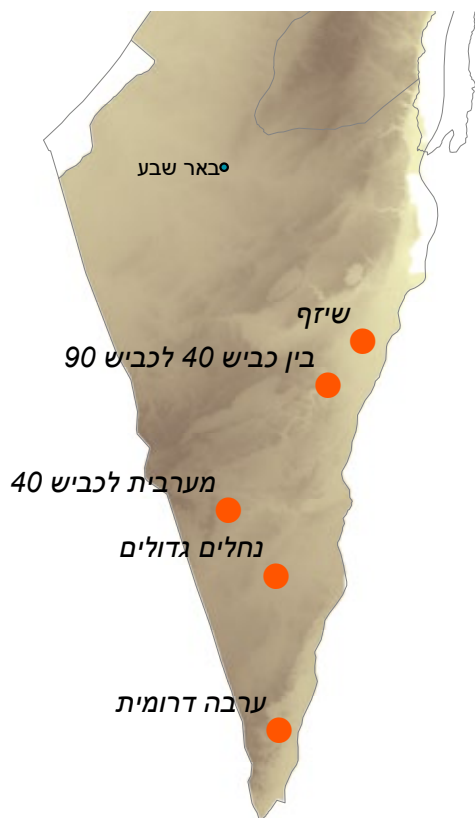 באר שבע
שיזף
בין כביש 40 לכביש 90
מערבית לכביש 40
נחלים גדולים
ערבה דרומית